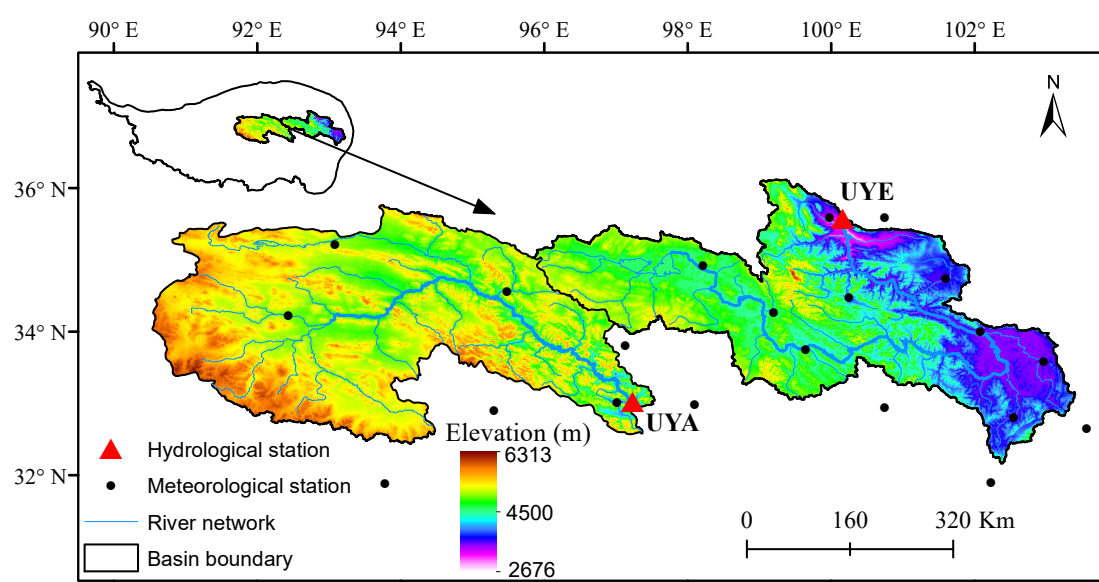 90° E 92° E 94° E 96° E 98° E 100° E 102° E
N
36° N
UYE
34° N
UYA
Elevation (m)
Hydrological station
6313
32° N
Meteorological station
4500
River network
0 160 320 Km
Basin boundary
2676